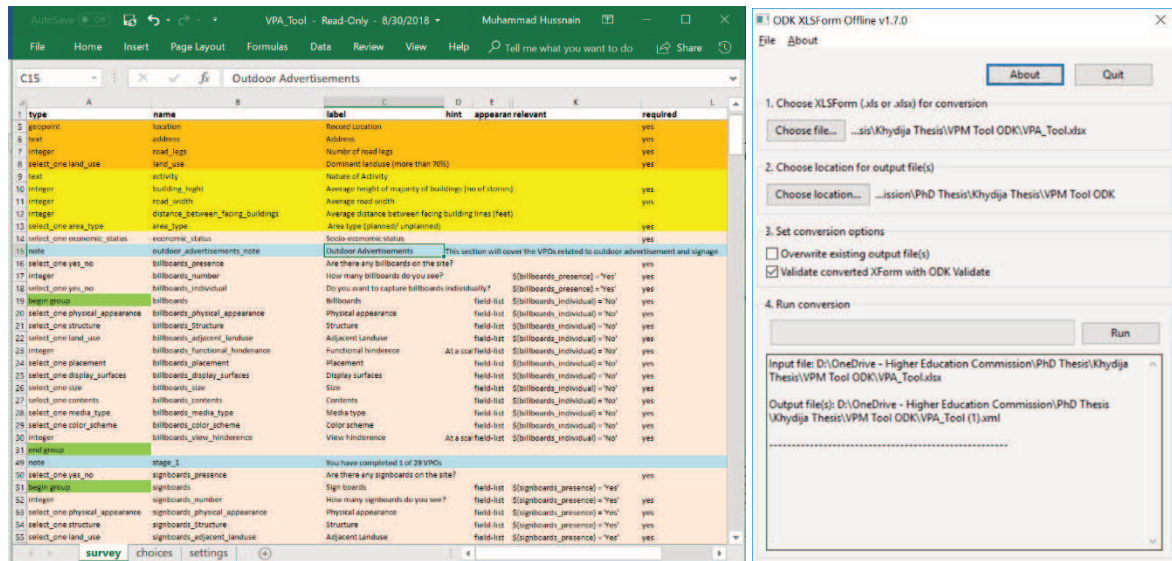 AutoSave Off VPA_Tool - Read-Only - 8/30/2018 Muhammad Hussnain
File Home Insert Page Layout Formulas Data Review View Help Tell me what you want to do Share
C15 fx Outdoor Advertisements
A B C D E K L
1 type name label hint appearan relevant required
5 geopoint location Record Location yes
6 text address Address yes
7 integer road_legs Numbr of road legs yes
8 select_one land_use land_use Dominant landuse (more than 70%) yes
9 text activity Nature of Activity
10 integer building_hight Average height of majority of buildings (no of stories) yes
11 integer road_width Average road width yes
12 integer distance_between_facing_buildings Average distance between facing building lines (feet)
13 select_one area_type area_type Area type (planned/ unplanned) yes
14 select_one economic_status economic_status Socio-economic status yes
15 note outdoor_advertisements_note Outdoor Advertisements This section will cover the VPOs related to outdoor advertisement and signage
16 select_one yes_no billboards_presence Are there any billboards on the site? yes
17 integer billboards_number How many billboards do you see? ${billboards_presence} = 'Yes' yes
18 select_one yes_no billboards_individual Do you want to capture billboards individually? ${billboards_presence} = 'Yes' yes
19 begin group billboards Billboards field-list ${billboards_individual} = 'No' yes
20 select_one physical_appearance billboards_physical_appearance Physical appearance field-list ${billboards_individual} = 'No' yes
21 select_one structure billboards_Structure Structure field-list ${billboards_individual} = 'No' yes
22 select_one land_use billboards_adjacent_landuse Adjacent Landuse field-list ${billboards_individual} = 'No' yes
23 integer billboards_functional_hinderance Functional hinderece At a scal field-list ${billboards_individual} = 'No' yes
24 select_one placement billboards_placement Placement field-list ${billboards_individual} = 'No' yes
25 select_one display_surfaces billboards_display_surfaces Display surfaces field-list ${billboards_individual} = 'No' yes
26 select_one size billboards_size Size field-list ${billboards_individual} = 'No' yes
27 select_one contents billboards_contents Contents field-list ${billboards_individual} = 'No' yes
28 select_one media_type billboards_media_type Media type field-list ${billboards_individual} = 'No' yes
29 select_one color_scheme billboards_color_scheme Color scheme field-list ${billboards_individual} = 'No' yes
30 integer billboards_view_hinderence View hinderence At a scal field-list ${billboards_individual} = 'No' yes
31 end group
49 note stage_1 You have completed 1 of 29 VPOs
50 select_one yes_no signboards_presence Are there any signboards on the site? yes
51 begin group signboards Sign boards field-list ${signboards_presence} = 'Yes'
52 integer signboards_number How many signboards do you see? field-list ${signboards_presence} = 'Yes' yes
53 select_one physical_appearance signboards_physical_appearance Physical appearance field-list ${signboards_presence} = 'Yes' yes
54 select_one structure signboards_Structure Structure field-list ${signboards_presence} = 'Yes' yes
55 select_one land_use signboards_adjacent_landuse Adjacent Landuse field-list ${signboards_presence} = 'Yes' yes
survey choices settings
ODK XLSForm Offline v1.7.0
File About
About Quit
1. Choose XLSForm (.xls or .xlsx) for conversion
Choose file... ...sis\Khydija Thesis\VPM Tool ODK\VPA_Tool.xlsx
2. Choose location for output file(s)
Choose location... ...ission\PhD Thesis\Khydija Thesis\VPM Tool ODK
3. Set conversion options
Overwrite existing output file(s)
Validate converted XForm with ODK Validate
4. Run conversion
Run
Input file: D:\OneDrive - Higher Education Commission\PhD Thesis\Khydija
Thesis\VPM Tool ODK\VPA_Tool.xlsx
Output file(s): D:\OneDrive - Higher Education Commission\PhD Thesis
\Khydija Thesis\VPM Tool ODK\VPA_Tool (1).xml
--------------------------------------------------